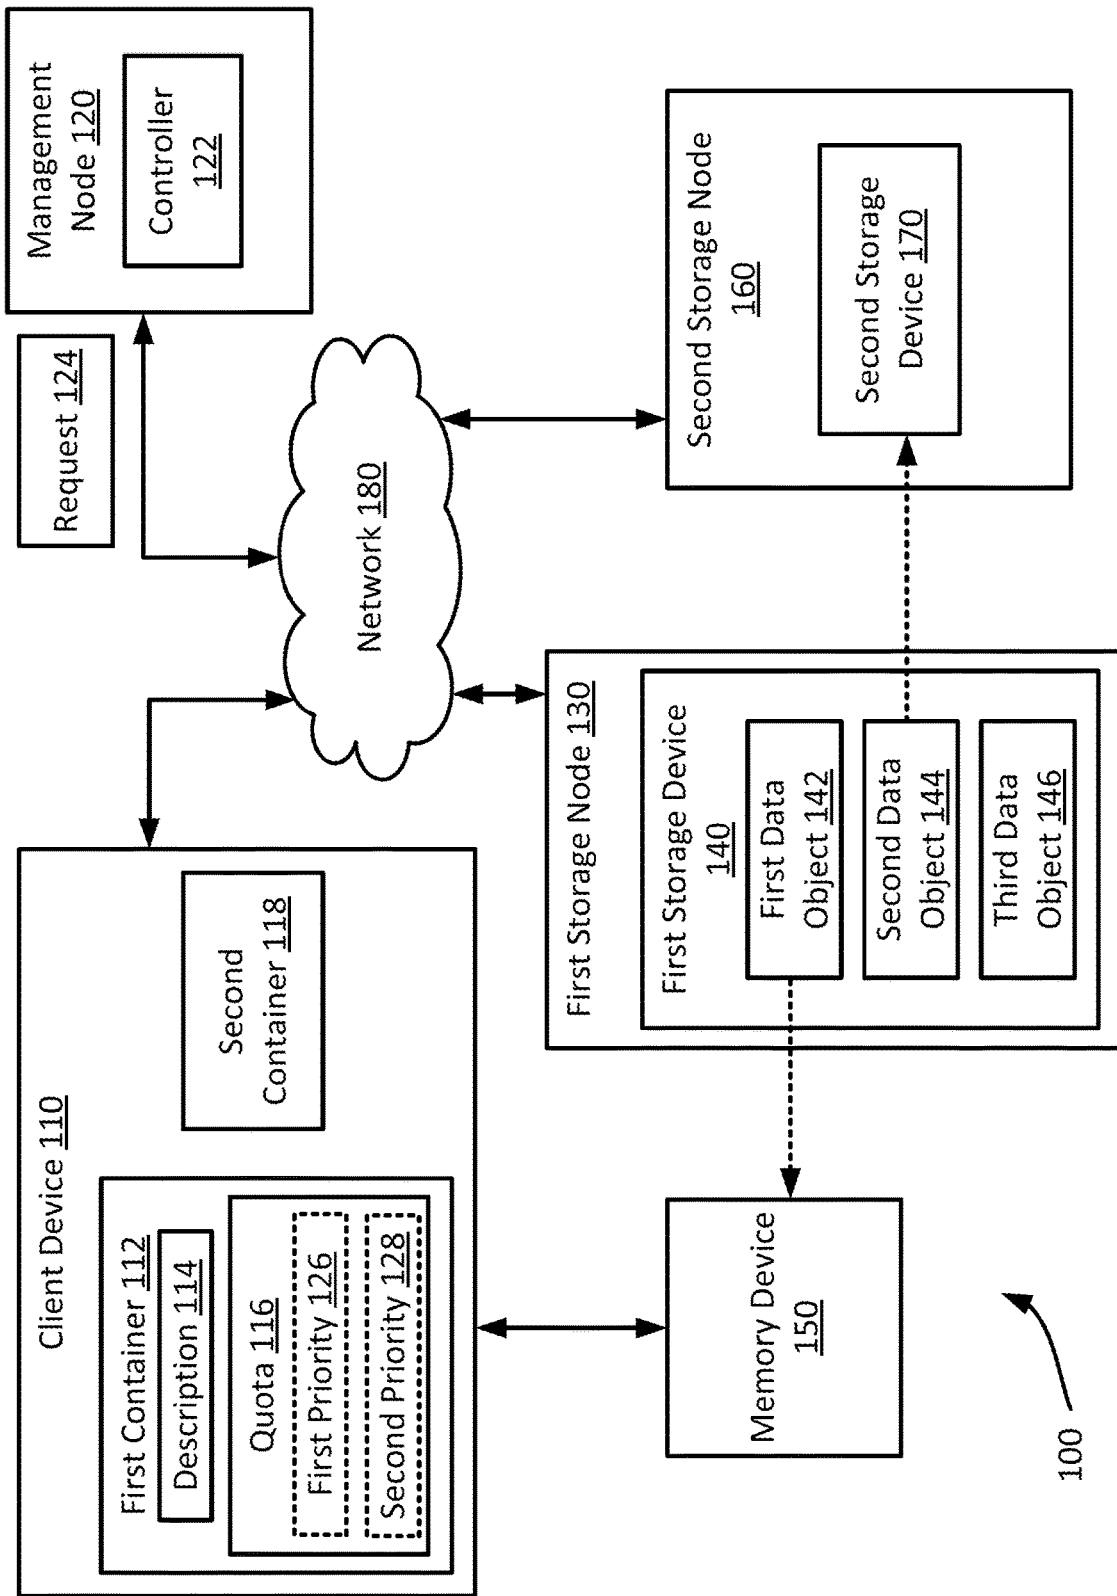 Client Device 110
First Container 112
Description 114
Quota 116
First Priority 126
Second Priority 128
Second
Container 118
Request 124
Management
Node 120
Controller
122
Network 180
Memory Device
150
First Storage Node 130
First Storage Device
140
First Data
Object 142
Second Data
Object 144
Third Data
Object 146
Second Storage Node
160
Second Storage
Device 170
100